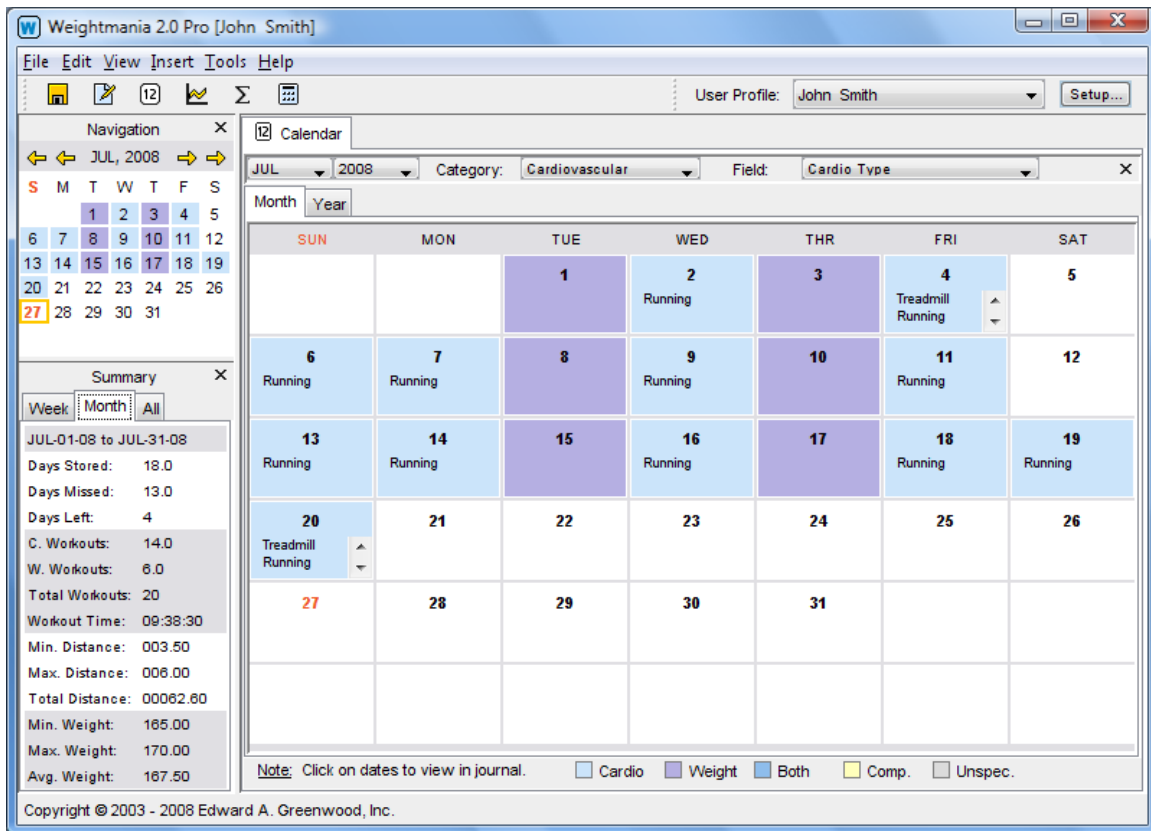 Weightmania 2.0 Pro [John Smith]
File Edit View Insert Tools Help
12 Σ User Profile: John Smith Setup...
Navigation
JUL, 2008
S M T W T F S
1 2 3 4 5
6 7 8 9 10 11 12
13 14 15 16 17 18 19
20 21 22 23 24 25 26
27 28 29 30 31
Summary
Week Month All
JUL-01-08 to JUL-31-08
Days Stored: 18.0
Days Missed: 13.0
Days Left: 4
C. Workouts: 14.0
W. Workouts: 6.0
Total Workouts: 20
Workout Time: 09:38:30
Min. Distance: 003.50
Max. Distance: 006.00
Total Distance: 00062.60
Min. Weight: 165.00
Max. Weight: 170.00
Avg. Weight: 167.50
12 Calendar
JUL 2008 Category: Cardiovascular Field: Cardio Type
Month Year
SUN MON TUE WED THR FRI SAT
1 2 3 4 5
Running Treadmill
Running
6 7 8 9 10 11 12
Running Running Running Running
13 14 15 16 17 18 19
Running Running Running Running Running
20 21 22 23 24 25 26
Treadmill
Running
27 28 29 30 31
Note: Click on dates to view in journal. Cardio Weight Both Comp. Unspec.
Copyright © 2003 - 2008 Edward A. Greenwood, Inc.